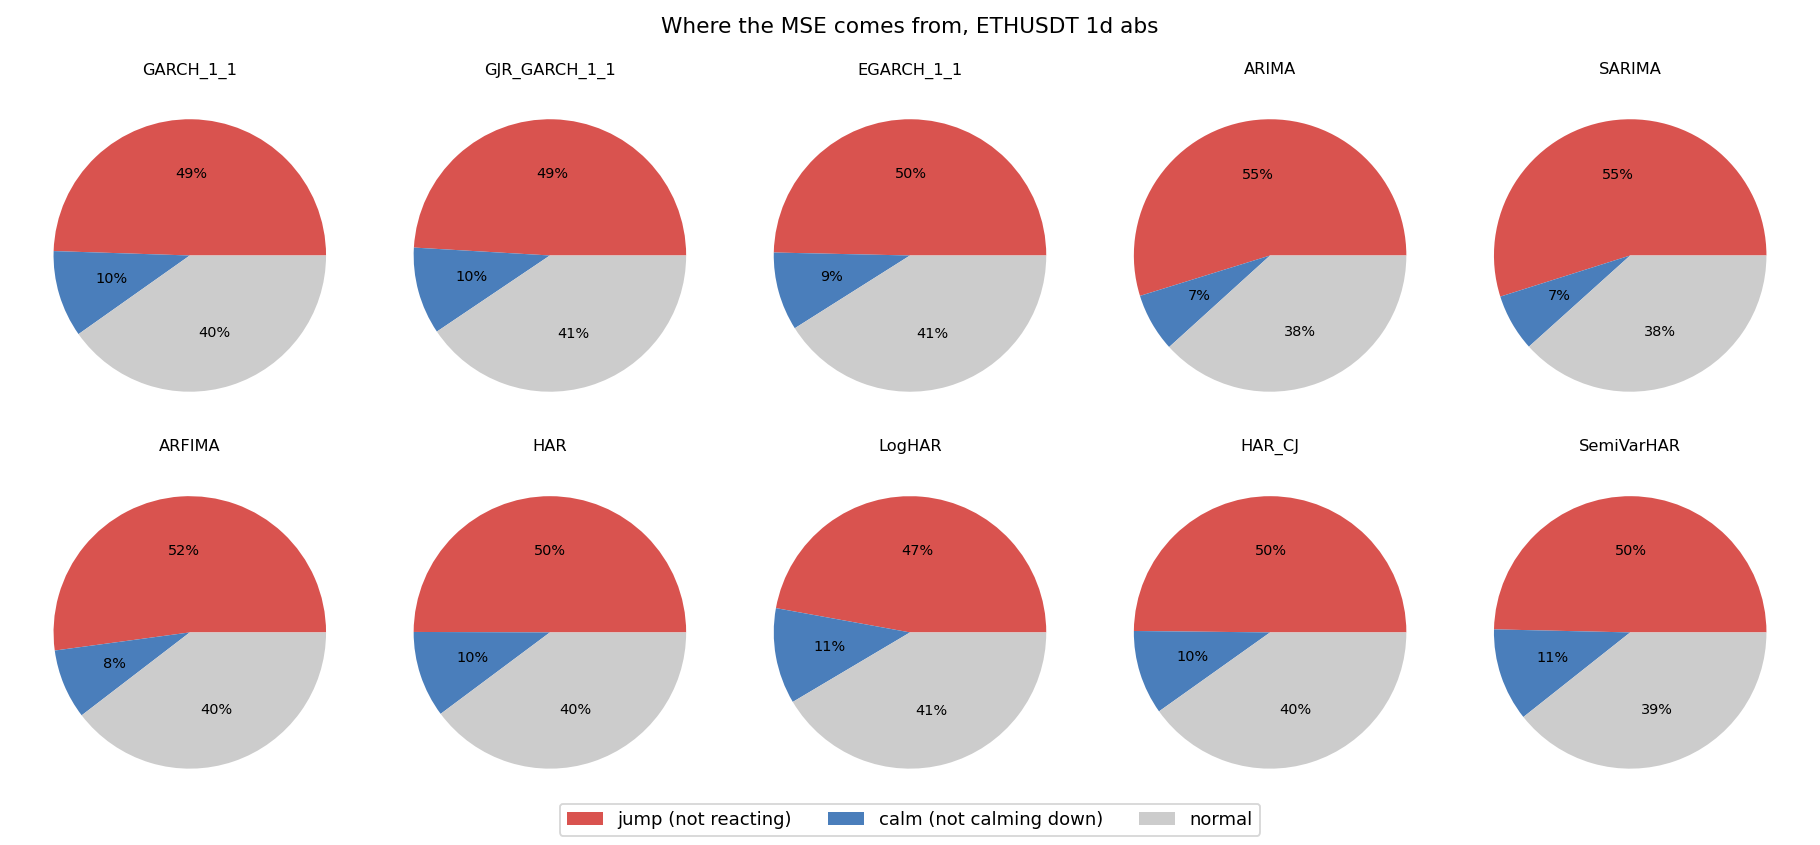 Where the MSE comes from, ETHUSDT 1d abs
GARCH_1_1
GJR_GARCH_1_1
EGARCH_1_1
ARIMA
SARIMA
49%
10%
40%
49%
10%
41%
50%
9%
41%
55%
7%
38%
55%
7%
38%
ARFIMA
HAR
LogHAR
HAR_CJ
SemiVarHAR
52%
8%
40%
50%
10%
40%
47%
11%
41%
50%
10%
40%
50%
11%
39%
jump (not reacting)
calm (not calming down)
normal